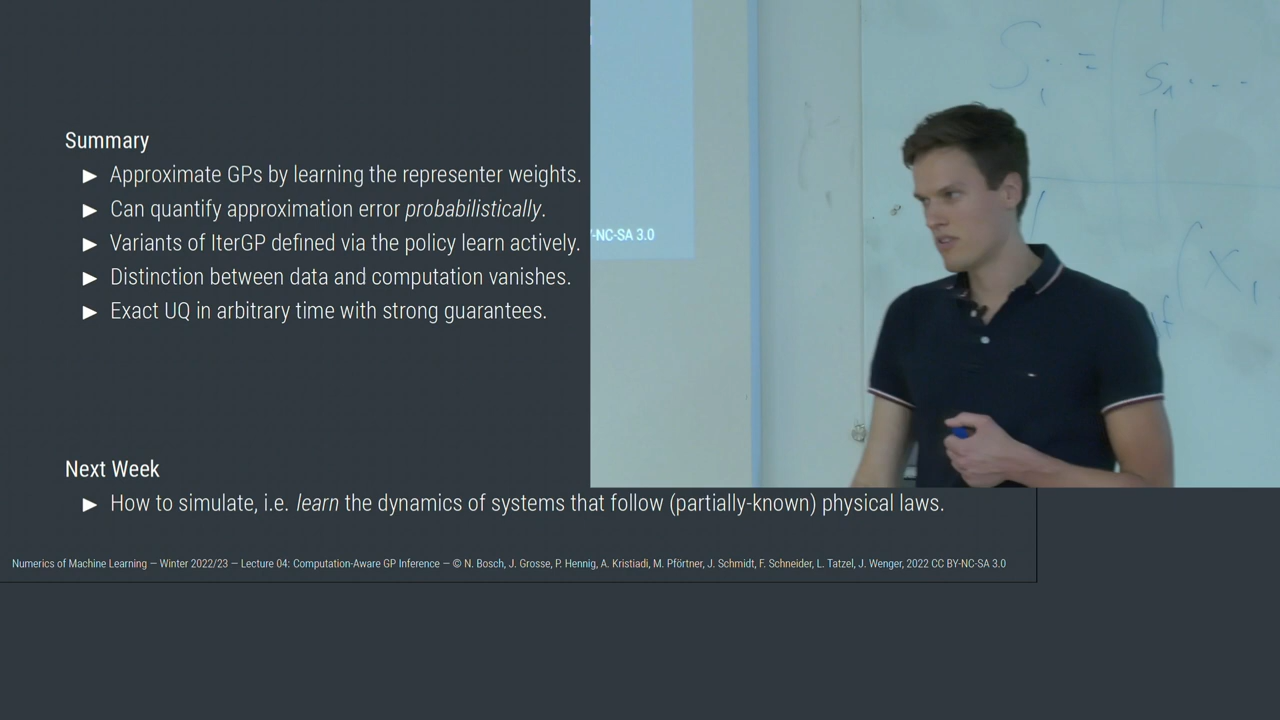 Summary
▶ Approximate GPs by learning the representer weights.
▶ Can quantify approximation error probabilistically.
▶ Variants of IterGP defined via the policy learn actively.
▶ Distinction between data and computation vanishes.
▶ Exact UQ in arbitrary time with strong guarantees.
-NC-SA 3.0
Next Week
▶ How to simulate, i.e. learn the dynamics of systems that follow (partially-known) physical laws.
Numerics of Machine Learning — Winter 2022/23 — Lecture 04: Computation-Aware GP Inference — © N. Bosch, J. Grosse, P. Hennig, A. Kristiadi, M. Pförtner, J. Schmidt, F. Schneider, L. Tatzel, J. Wenger, 2022 CC BY-NC-SA 3.0